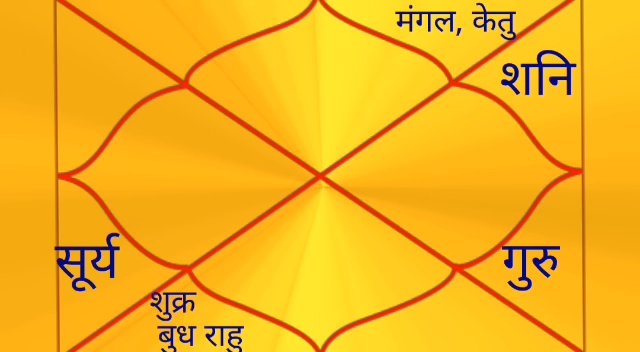 मंगल, केतु
शनि
सूर्य
गुरु
शुक्र
बुध राहु